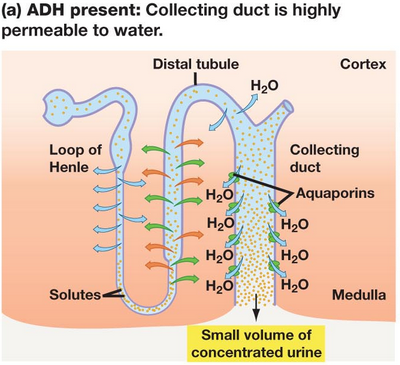 (a) ADH present: Collecting duct is highly
permeable to water.
Distal tubule
Cortex
H2O
Loop of
Henle
Collecting
duct
Aquaporins
H2O
H2O
H2O
H2O
H2O
H2O
H2O
Solutes
Medulla
Small volume of
concentrated urine